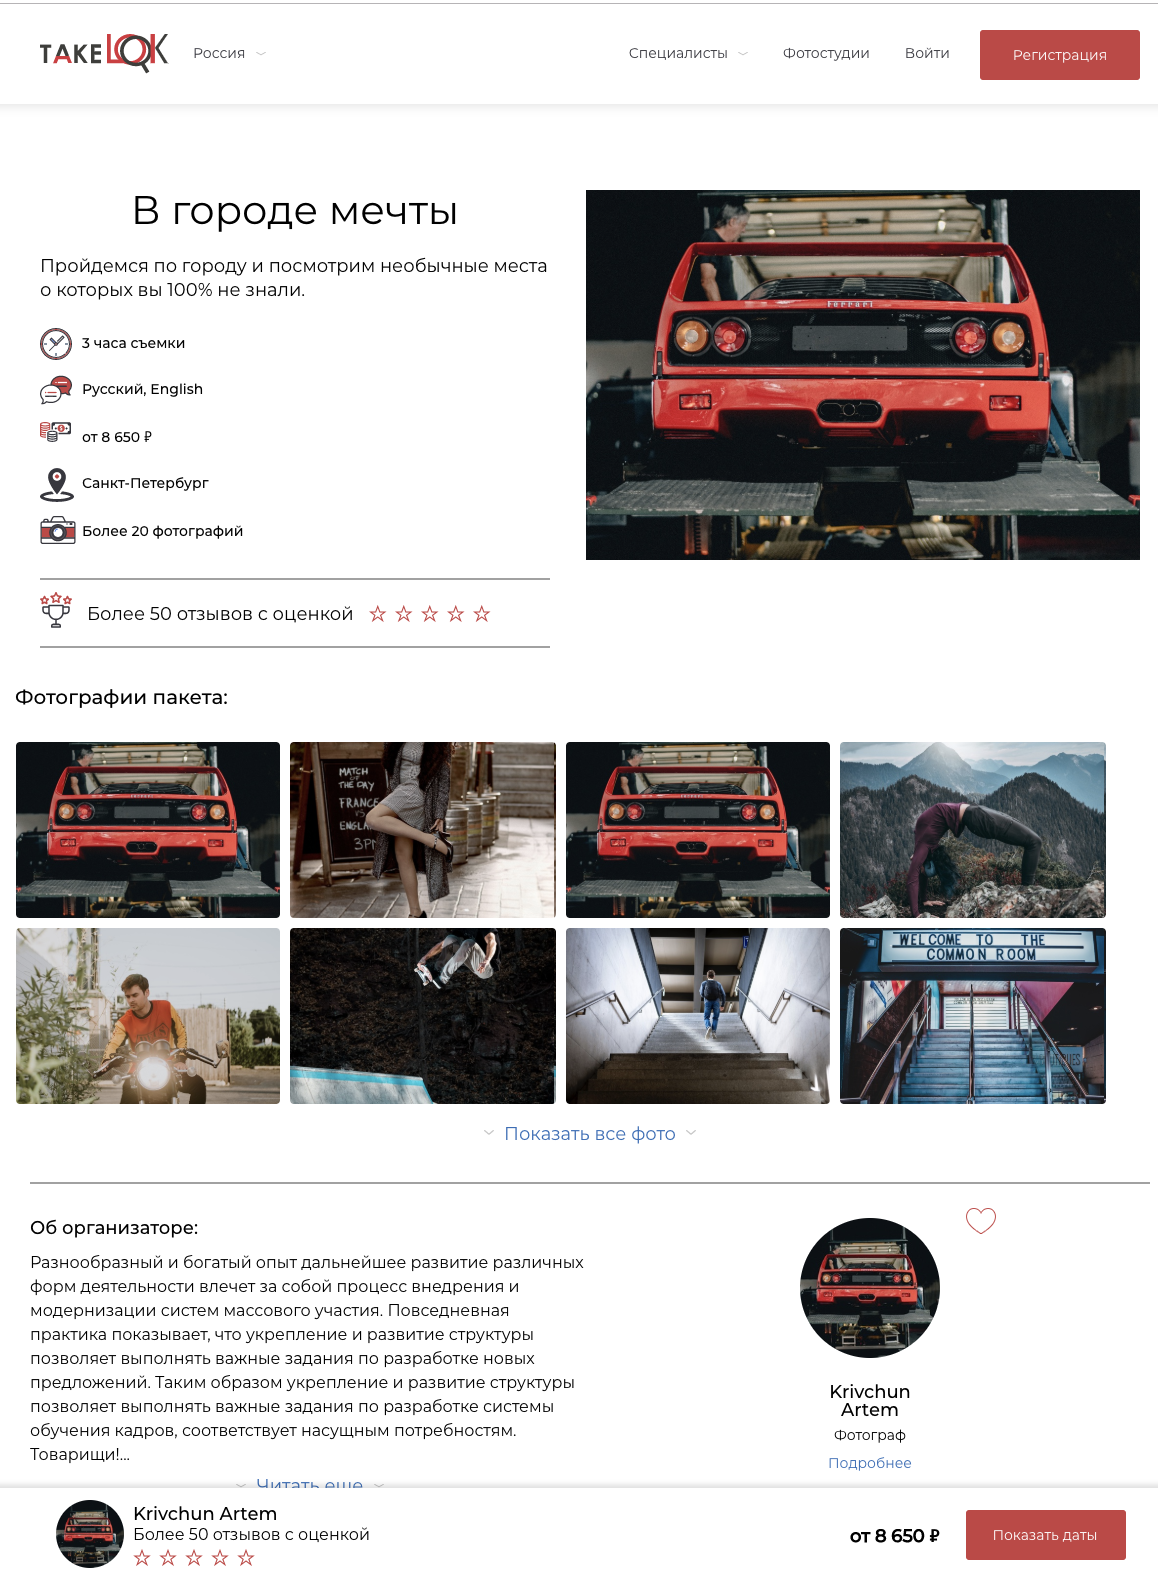 TAKELOOK
Россия
Специалисты
Фотостудии
Войти
Регистрация
В городе мечты
Пройдемся по городу и посмотрим необычные места
о которых вы 100% не знали.
3 часа съемки
Русский, English
от 8 650 ₽
Санкт-Петербург
Более 20 фотографий
Более 50 отзывов с оценкой
Ferrari
Фотографии пакета:
MATCH
OF
THE DAY
FRANCE
VS
ENGLA
3PM
WELCOME TO THE
COMMON ROOM
Показать все фото
Об организаторе:
Разнообразный и богатый опыт дальнейшее развитие различных
форм деятельности влечет за собой процесс внедрения и
модернизации систем массового участия. Повседневная
практика показывает, что укрепление и развитие структуры
позволяет выполнять важные задания по разработке новых
предложений. Таким образом укрепление и развитие структуры
позволяет выполнять важные задания по разработке системы
обучения кадров, соответствует насущным потребностям.
Товарищи!...
Читать еще
Krivchun
Artem
Фотограф
Подробнее
Krivchun Artem
Более 50 отзывов с оценкой
от 8 650 ₽
Показать даты